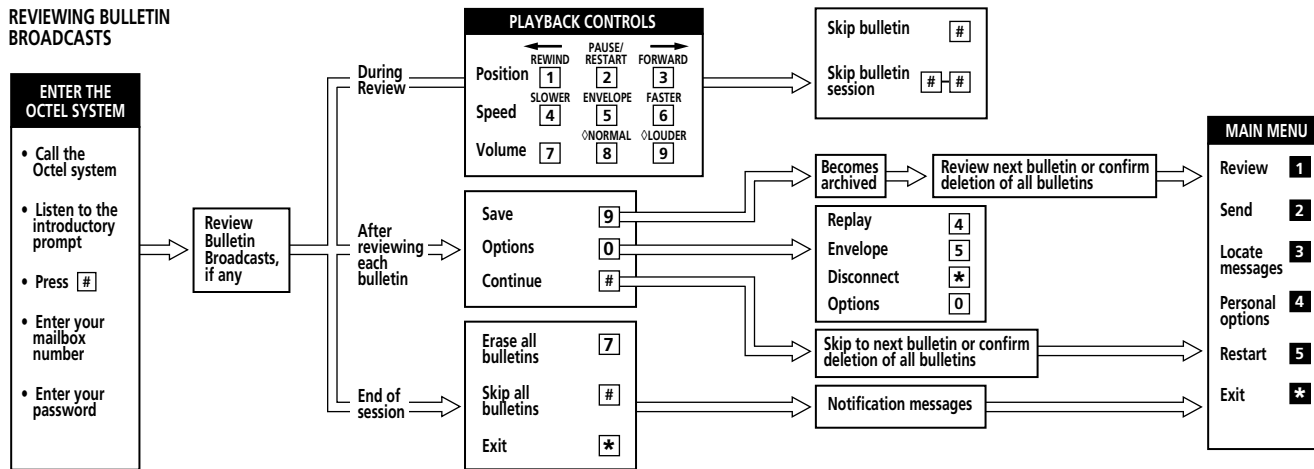 REVIEWING BULLETIN
BROADCASTS
ENTER THE
OCTEL SYSTEM
• Call the
Octel system
• Listen to the
introductory
prompt
• Press #
• Enter your
mailbox
number
• Enter your
password
Review
Bulletin
Broadcasts,
if any
During
Review
PLAYBACK CONTROLS
PAUSE/
REWIND RESTART FORWARD
Position 1 2 3
SLOWER ENVELOPE FASTER
Speed 4 5 6
◊NORMAL ◊LOUDER
Volume 7 8 9
Skip bulletin #
Skip bulletin
session #-#
After
reviewing
each
bulletin
Save 9
Options 0
Continue #
Becomes
archived
Review next bulletin or confirm
deletion of all bulletins
Replay 4
Envelope 5
Disconnect *
Options 0
Skip to next bulletin or confirm
deletion of all bulletins
End of
session
Erase all
bulletins 7
Skip all
bulletins #
Exit *
Notification messages
MAIN MENU
Review 1
Send 2
Locate
messages 3
Personal
options 4
Restart 5
Exit *